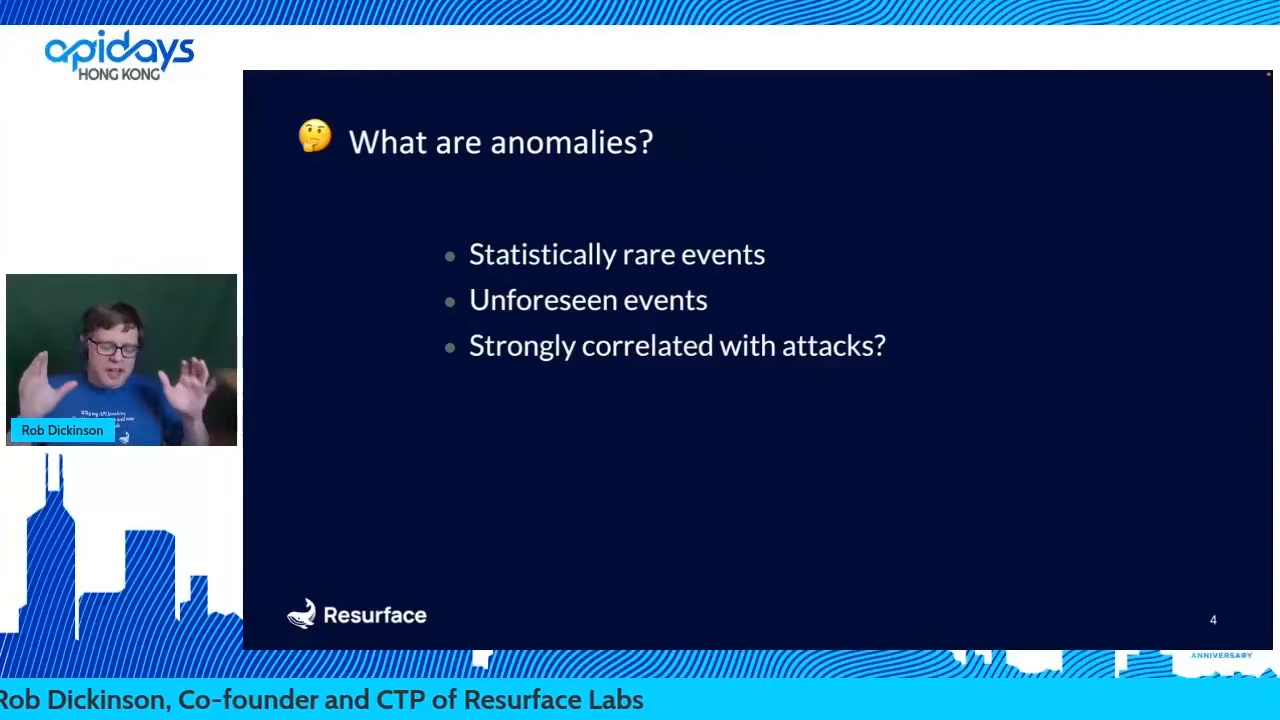 apidays
HONG KONG
What are anomalies?
Statistically rare events
Unforeseen events
Strongly correlated with attacks?
Rob Dickinson
Resurface
4
ANNIVERSARY
Rob Dickinson, Co-founder and CTP of Resurface Labs